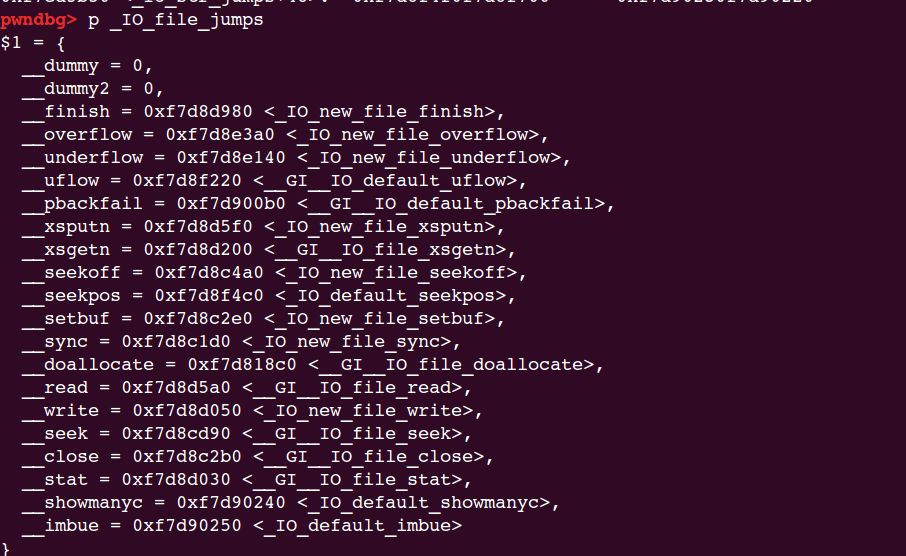 pwndbg> p _IO_file_jumps
$1 = {
  __dummy = 0,
  __dummy2 = 0,
  __finish = 0xf7d8d980 <_IO_new_file_finish>,
  __overflow = 0xf7d8e3a0 <_IO_new_file_overflow>,
  __underflow = 0xf7d8e140 <_IO_new_file_underflow>,
  __uflow = 0xf7d8f220 <__GI__IO_default_uflow>,
  __pbackfail = 0xf7d900b0 <__GI__IO_default_pbackfail>,
  __xsputn = 0xf7d8d5f0 <_IO_new_file_xsputn>,
  __xsgetn = 0xf7d8d200 <__GI__IO_file_xsgetn>,
  __seekoff = 0xf7d8c4a0 <_IO_new_file_seekoff>,
  __seekpos = 0xf7d8f4c0 <_IO_default_seekpos>,
  __setbuf = 0xf7d8c2e0 <_IO_new_file_setbuf>,
  __sync = 0xf7d8c1d0 <_IO_new_file_sync>,
  __doallocate = 0xf7d818c0 <__GI__IO_file_doallocate>,
  __read = 0xf7d8d5a0 <__GI__IO_file_read>,
  __write = 0xf7d8d050 <_IO_new_file_write>,
  __seek = 0xf7d8cd90 <__GI__IO_file_seek>,
  __close = 0xf7d8c2b0 <__GI__IO_file_close>,
  __stat = 0xf7d8d030 <__GI__IO_file_stat>,
  __showmanyc = 0xf7d90240 <_IO_default_showmanyc>,
  __imbue = 0xf7d90250 <_IO_default_imbue>
}